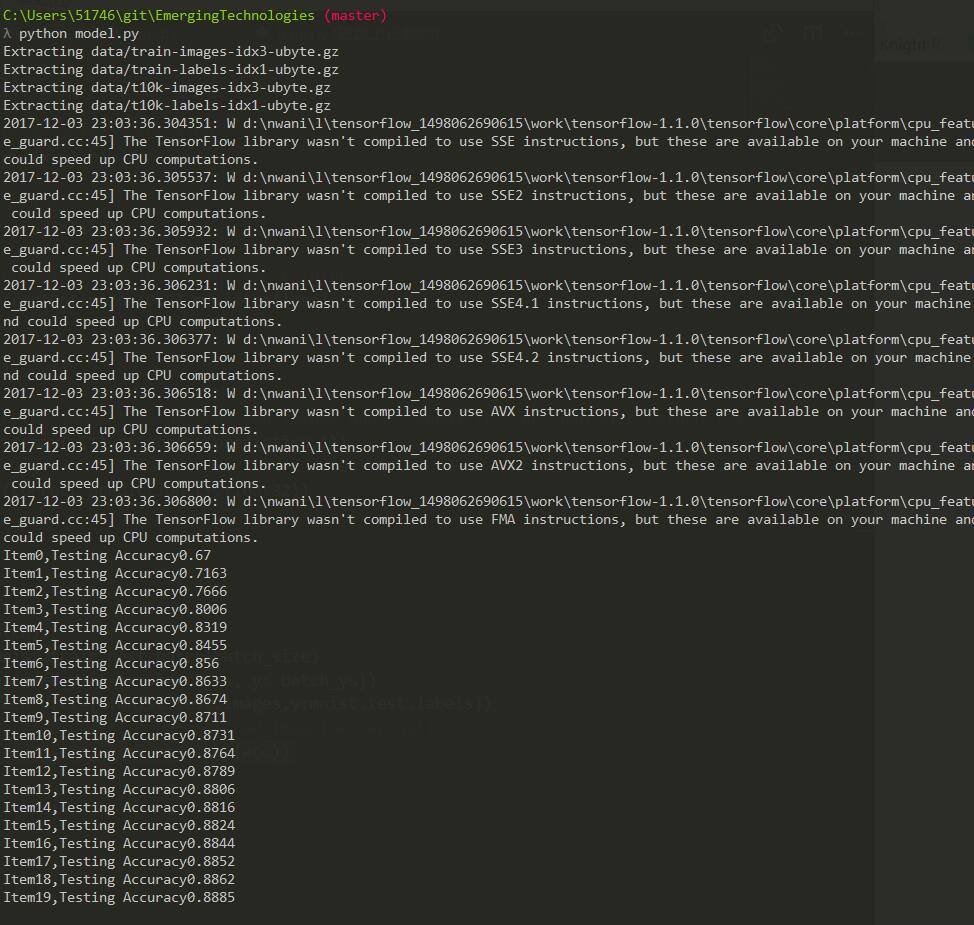 C:\Users\51746\git\EmergingTechnologies (master)
λ python model.py
Extracting data/train-images-idx3-ubyte.gz
Extracting data/train-labels-idx1-ubyte.gz
Extracting data/t10k-images-idx3-ubyte.gz
Extracting data/t10k-labels-idx1-ubyte.gz
2017-12-03 23:03:36.304351: W d:\nwani\l\tensorflow_1498062690615\work\tensorflow-1.1.0\tensorflow\core\platform\cpu_featu
e_guard.cc:45] The TensorFlow library wasn't compiled to use SSE instructions, but these are available on your machine and
could speed up CPU computations.
2017-12-03 23:03:36.305537: W d:\nwani\l\tensorflow_1498062690615\work\tensorflow-1.1.0\tensorflow\core\platform\cpu_featu
e_guard.cc:45] The TensorFlow library wasn't compiled to use SSE2 instructions, but these are available on your machine an
could speed up CPU computations.
2017-12-03 23:03:36.305932: W d:\nwani\l\tensorflow_1498062690615\work\tensorflow-1.1.0\tensorflow\core\platform\cpu_featu
e_guard.cc:45] The TensorFlow library wasn't compiled to use SSE3 instructions, but these are available on your machine an
could speed up CPU computations.
2017-12-03 23:03:36.306231: W d:\nwani\l\tensorflow_1498062690615\work\tensorflow-1.1.0\tensorflow\core\platform\cpu_featu
e_guard.cc:45] The TensorFlow library wasn't compiled to use SSE4.1 instructions, but these are available on your machine
nd could speed up CPU computations.
2017-12-03 23:03:36.306377: W d:\nwani\l\tensorflow_1498062690615\work\tensorflow-1.1.0\tensorflow\core\platform\cpu_featu
e_guard.cc:45] The TensorFlow library wasn't compiled to use SSE4.2 instructions, but these are available on your machine
nd could speed up CPU computations.
2017-12-03 23:03:36.306518: W d:\nwani\l\tensorflow_1498062690615\work\tensorflow-1.1.0\tensorflow\core\platform\cpu_featu
e_guard.cc:45] The TensorFlow library wasn't compiled to use AVX instructions, but these are available on your machine and
could speed up CPU computations.
2017-12-03 23:03:36.306659: W d:\nwani\l\tensorflow_1498062690615\work\tensorflow-1.1.0\tensorflow\core\platform\cpu_featu
e_guard.cc:45] The TensorFlow library wasn't compiled to use AVX2 instructions, but these are available on your machine an
could speed up CPU computations.
2017-12-03 23:03:36.306800: W d:\nwani\l\tensorflow_1498062690615\work\tensorflow-1.1.0\tensorflow\core\platform\cpu_featu
e_guard.cc:45] The TensorFlow library wasn't compiled to use FMA instructions, but these are available on your machine and
could speed up CPU computations.
Item0,Testing Accuracy0.67
Item1,Testing Accuracy0.7163
Item2,Testing Accuracy0.7666
Item3,Testing Accuracy0.8006
Item4,Testing Accuracy0.8319
Item5,Testing Accuracy0.8455
Item6,Testing Accuracy0.856
Item7,Testing Accuracy0.8633
Item8,Testing Accuracy0.8674
Item9,Testing Accuracy0.8711
Item10,Testing Accuracy0.8731
Item11,Testing Accuracy0.8764
Item12,Testing Accuracy0.8789
Item13,Testing Accuracy0.8806
Item14,Testing Accuracy0.8816
Item15,Testing Accuracy0.8824
Item16,Testing Accuracy0.8844
Item17,Testing Accuracy0.8852
Item18,Testing Accuracy0.8862
Item19,Testing Accuracy0.8885